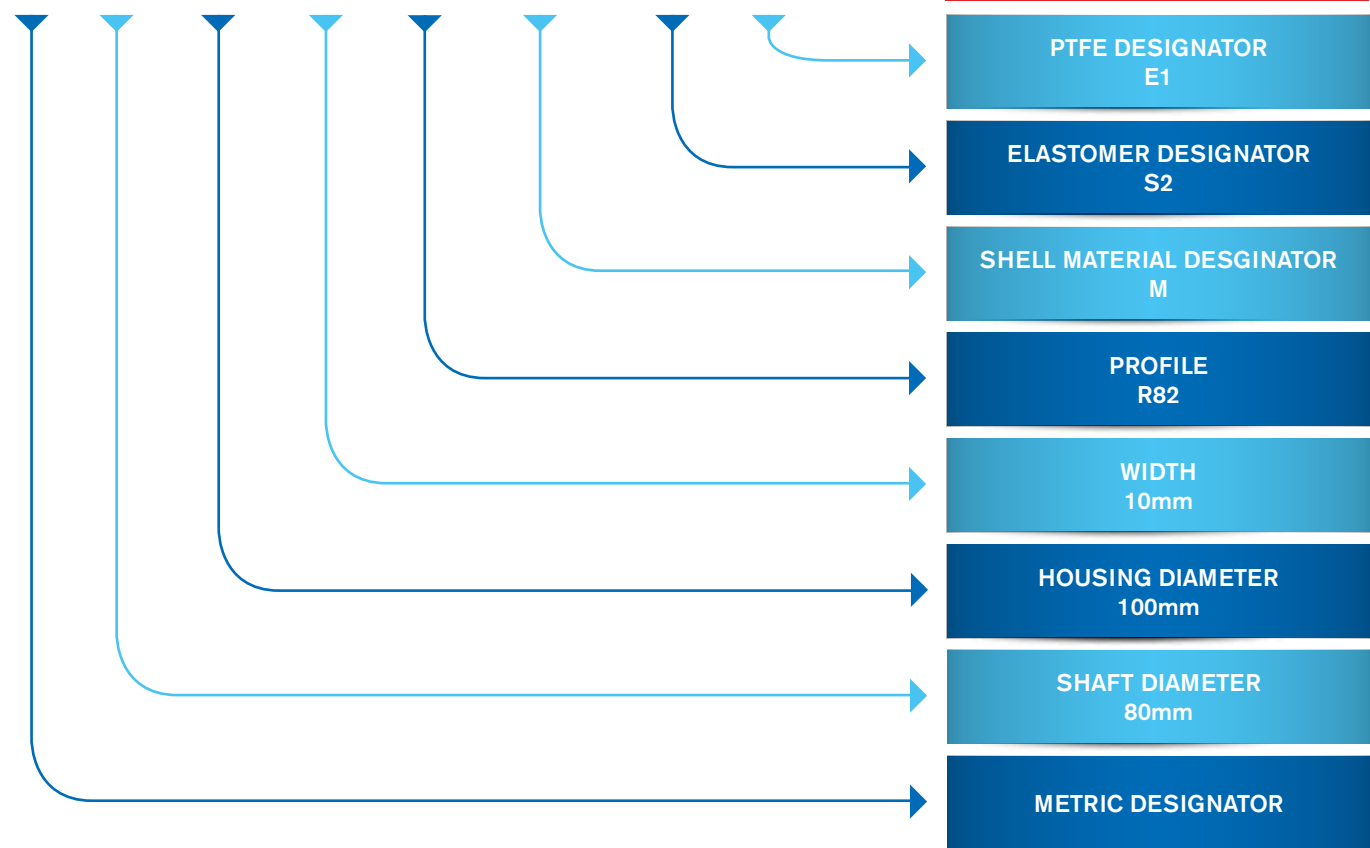 PTFE DESIGNATOR
E1
ELASTOMER DESIGNATOR
S2
SHELL MATERIAL DESGINATOR
M
PROFILE
R82
WIDTH
10mm
HOUSING DIAMETER
100mm
SHAFT DIAMETER
80mm
METRIC DESIGNATOR